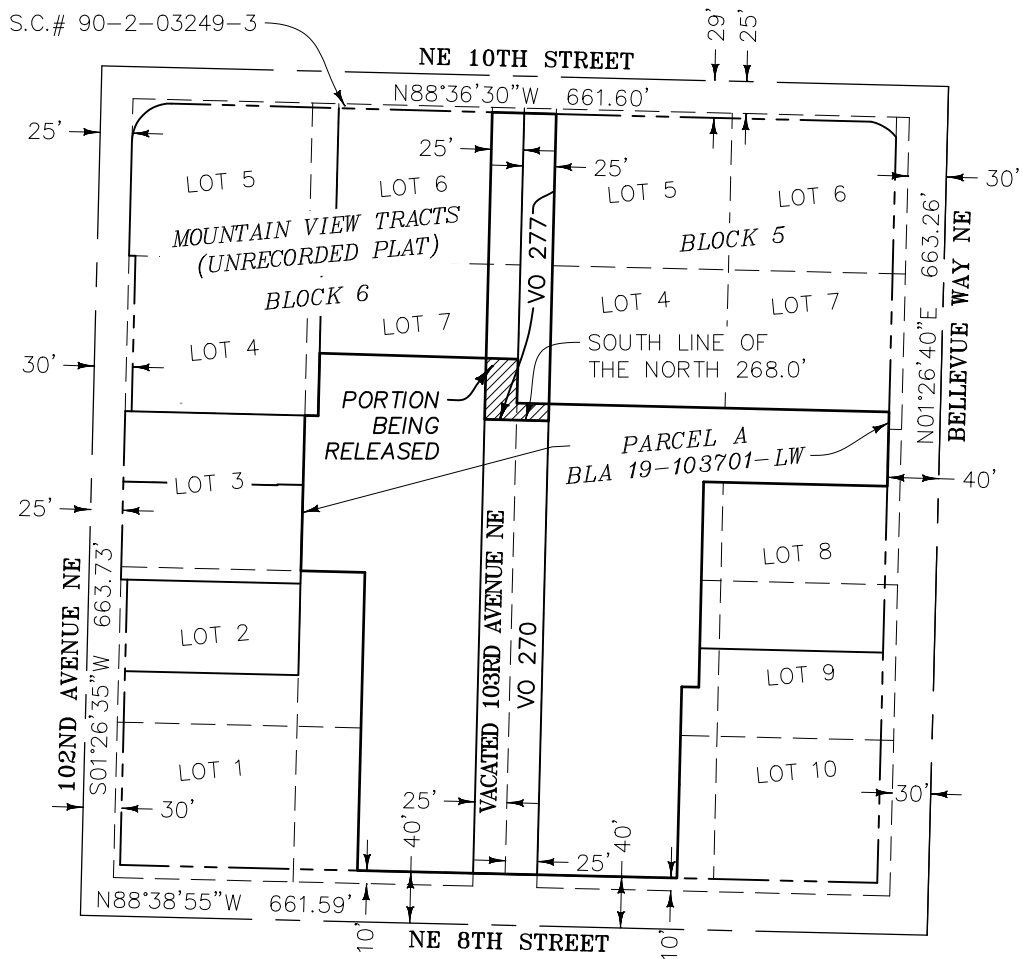 S.C.# 90-2-03249-3
29'
25'
NE 10TH STREET
N88°36'30"W 661.60'
25'
25'
25'
30'
LOT 5
LOT 6
LOT 5
LOT 6
MOUNTAIN VIEW TRACTS
(UNRECORDED PLAT)
BLOCK 6
BLOCK 5
VO 277
N01°26'40"E 663.26'
BELLEVUE WAY NE
LOT 4
LOT 7
LOT 4
LOT 7
30'
SOUTH LINE OF
THE NORTH 268.0'
PORTION
BEING
RELEASED
PARCEL A
BLA 19-103701-LW
LOT 3
40'
25'
102ND AVENUE NE
S01°26'35"W 663.73'
LOT 8
LOT 2
VACATED 103RD AVENUE NE
VO 270
LOT 9
LOT 1
LOT 10
30'
25'
40'
40'
30'
25'
N88°38'55"W 661.59'
10'
10'
NE 8TH STREET